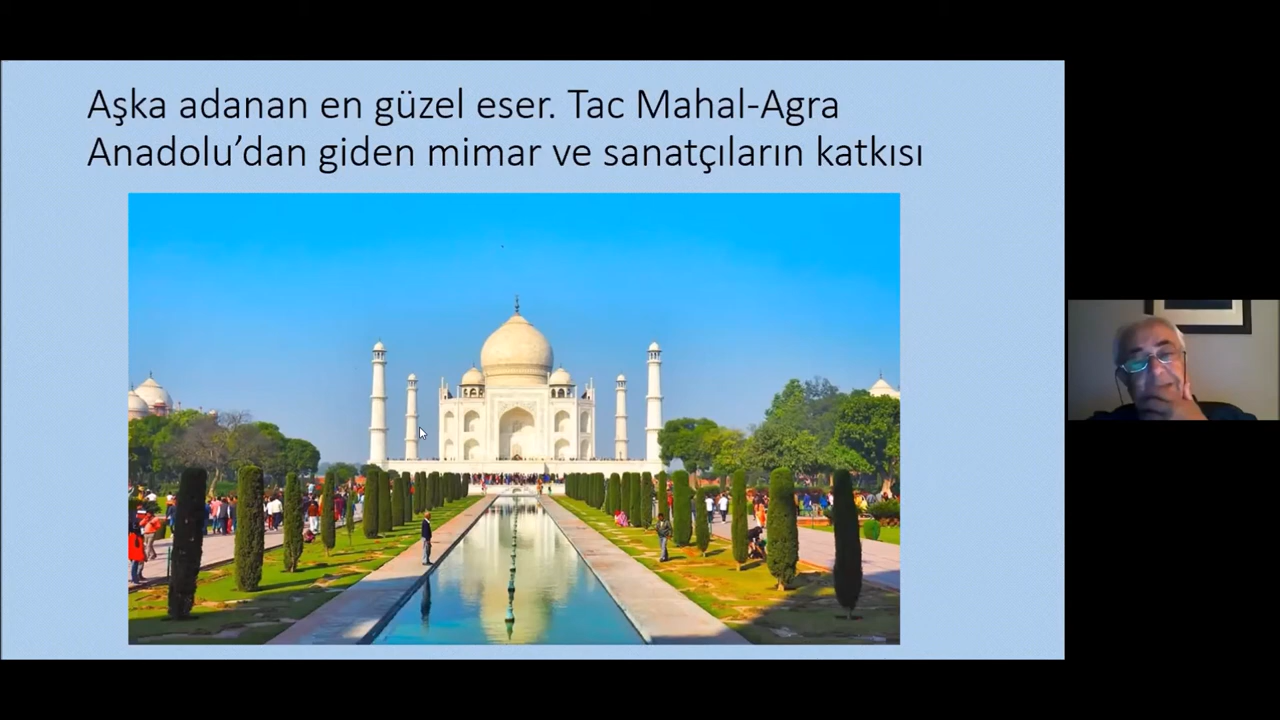 Aşka adanan en güzel eser. Tac Mahal-Agra
Anadolu’dan giden mimar ve sanatçıların katkısı